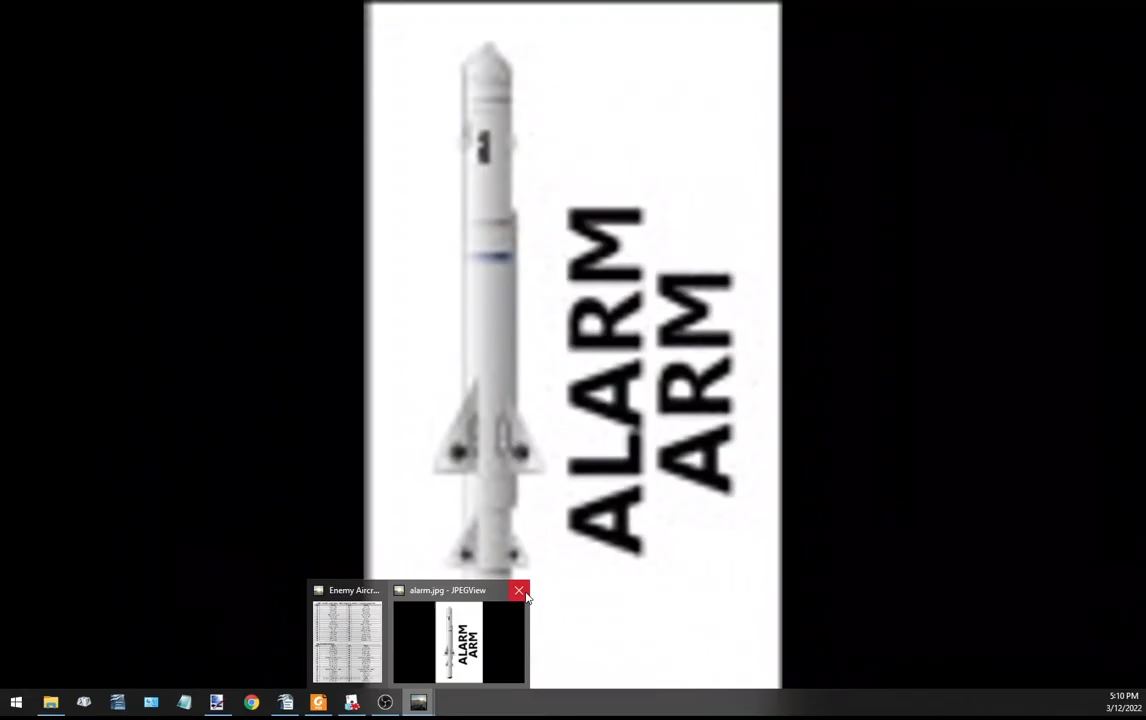 ALARM
ARM
Enemy Aircr...
alarm.jpg - JPEGView
ALARM
ARM
5:10 PM
3/12/2022